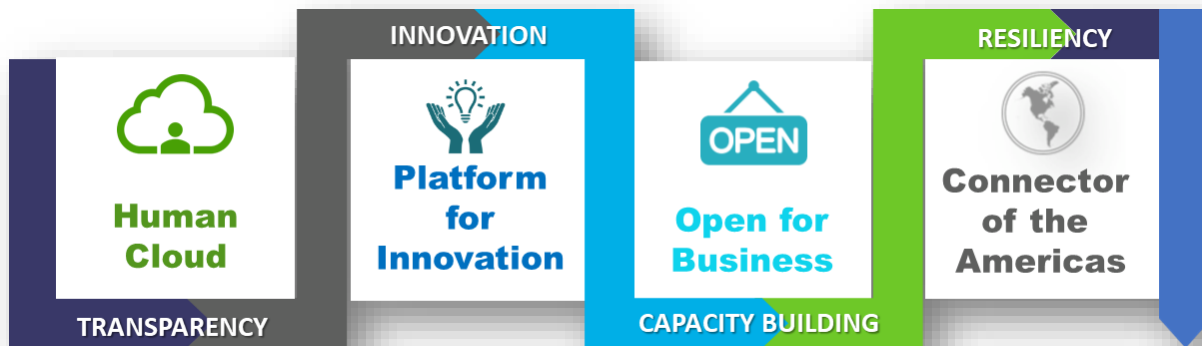 INNOVATION
RESILIENCY
Human
Cloud
Platform
for
Innovation
OPEN
Open for
Business
Connector
of the
Americas
TRANSPARENCY
CAPACITY BUILDING